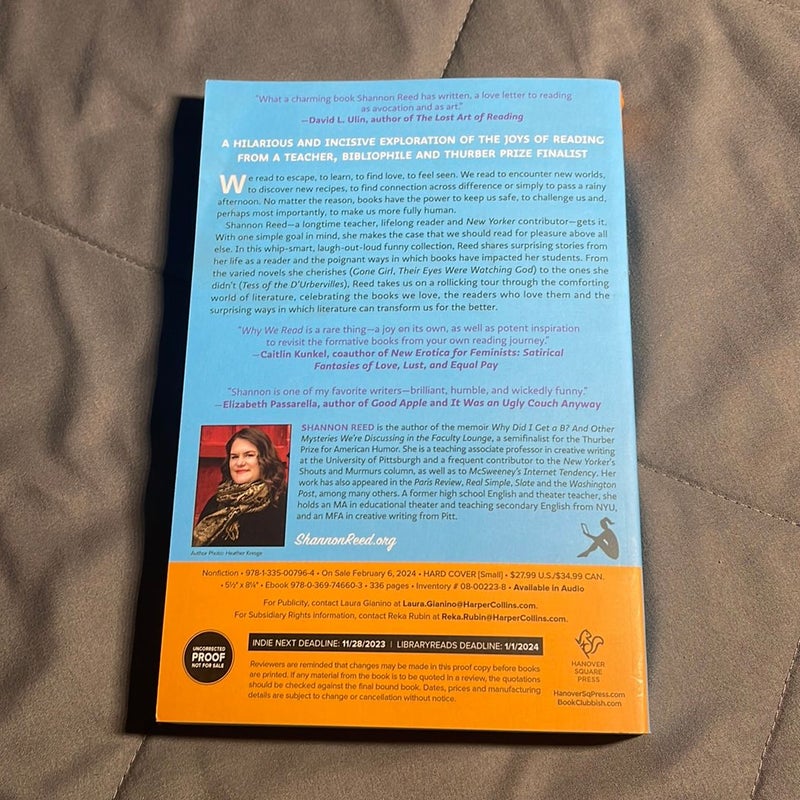 "What a charming book Shannon Reed has written, a love letter to reading
as avocation and as art."
—David L. Ulin, author of The Lost Art of Reading
A HILARIOUS AND INCISIVE EXPLORATION OF THE JOYS OF READING
FROM A TEACHER, BIBLIOPHILE AND THURBER PRIZE FINALIST
We read to escape, to learn, to find love, to feel seen. We read to encounter new worlds,
to discover new recipes, to find connection across difference or simply to pass a rainy
afternoon. No matter the reason, books have the power to keep us safe, to challenge us and,
perhaps most importantly, to make us more fully human.
Shannon Reed—a longtime teacher, lifelong reader and New Yorker contributor—gets it.
With one simple goal in mind, she makes the case that we should read for pleasure above all
else. In this whip-smart, laugh-out-loud funny collection, Reed shares surprising stories from
her life as a reader and the poignant ways in which books have impacted her students. From
the varied novels she cherishes (Gone Girl, Their Eyes Were Watching God) to the ones she
didn't (Tess of the D'Urbervilles), Reed takes us on a rollicking tour through the comforting
world of literature, celebrating the books we love, the readers who love them and the
surprising ways in which literature can transform us for the better.
"Why We Read is a rare thing—a joy on its own, as well as potent inspiration
to revisit the formative books from your own reading journey."
—Caitlin Kunkel, coauthor of New Erotica for Feminists: Satirical
Fantasies of Love, Lust, and Equal Pay
"Shannon is one of my favorite writers—brilliant, humble, and wickedly funny."
—Elizabeth Passarella, author of Good Apple and It Was an Ugly Couch Anyway
SHANNON REED is the author of the memoir Why Did I Get a B? And Other
Mysteries We're Discussing in the Faculty Lounge, a semifinalist for the Thurber
Prize for American Humor. She is a teaching associate professor in creative writing
at the University of Pittsburgh and a frequent contributor to the New Yorker's
Shouts and Murmurs column, as well as to McSweeney's Internet Tendency. Her
work has also appeared in the Paris Review, Real Simple, Slate and the Washington
Post, among many others. A former high school English and theater teacher, she
holds an MA in educational theater and teaching secondary English from NYU,
and an MFA in creative writing from Pitt.
ShannonReed.org
Author Photo: Heather Kresge
Nonfiction • 978-1-335-00796-4 • On Sale February 6, 2024 • HARD COVER [Small] • $27.99 U.S./$34.99 CAN.
• 5½" x 8¼" • Ebook 978-0-369-74660-3 • 336 pages • Inventory # 08-00223-8 • Available in Audio
For Publicity, contact Laura Gianino at Laura.Gianino@HarperCollins.com.
For Subsidiary Rights information, contact Reka Rubin at Reka.Rubin@HarperCollins.com.
UNCORRECTED
PROOF
NOT FOR SALE
INDIE NEXT DEADLINE: 11/28/2023 | LIBRARYREADS DEADLINE: 1/1/2024
Reviewers are reminded that changes may be made in this proof copy before books
are printed. If any material from the book is to be quoted in a review, the quotations
should be checked against the final bound book. Dates, prices and manufacturing
details are subject to change or cancellation without notice.
HANOVER
SQUARE
PRESS
HanoverSqPress.com
BookClubbish.com